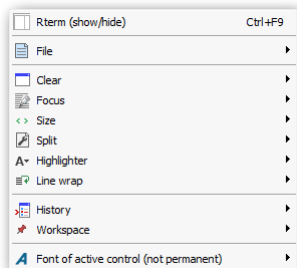 Rterm (show/hide) Ctrl+F9
File
Clear
Focus
Size
Split
Highlighter
Line wrap
History
Workspace
Font of active control (not permanent)